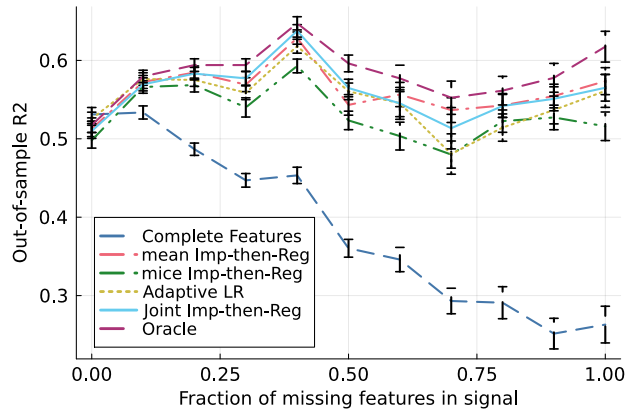 Out-of-sample R2
0.6
0.5
0.4
0.3
Complete Features
mean Imp-then-Reg
mice Imp-then-Reg
Adaptive LR
Joint Imp-then-Reg
Oracle
0.00
0.25
0.50
0.75
1.00
Fraction of missing features in signal